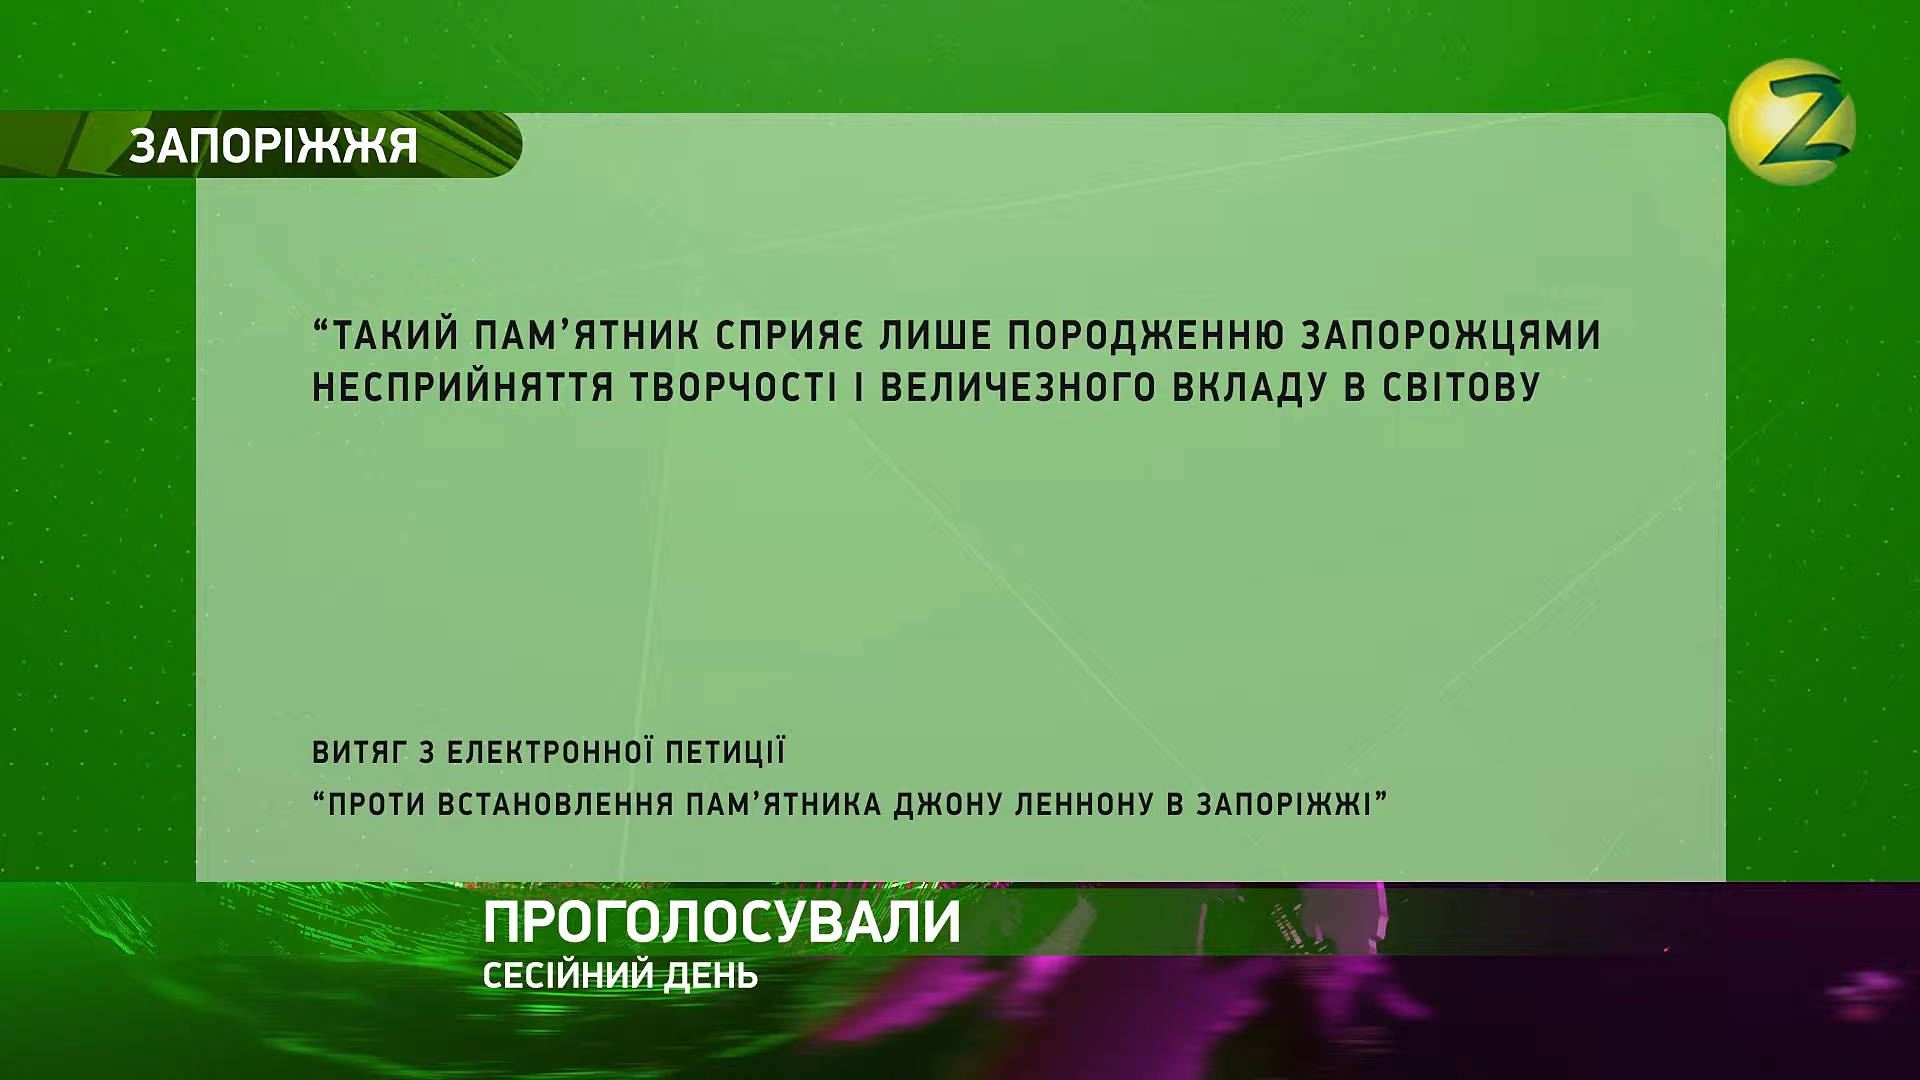 ЗАПОРІЖЖЯ
Z
“ТАКИЙ ПАМ’ЯТНИК СПРИЯЄ ЛИШЕ ПОРОДЖЕННЮ ЗАПОРОЖЦЯМИ
НЕСПРИЙНЯТТЯ ТВОРЧОСТІ І ВЕЛИЧЕЗНОГО ВКЛАДУ В СВІТОВУ
ВИТЯГ З ЕЛЕКТРОННОЇ ПЕТИЦІЇ
“ПРОТИ ВСТАНОВЛЕННЯ ПАМ’ЯТНИКА ДЖОНУ ЛЕННОНУ В ЗАПОРІЖЖІ”
ПРОГОЛОСУВАЛИ
СЕСІЙНИЙ ДЕНЬ